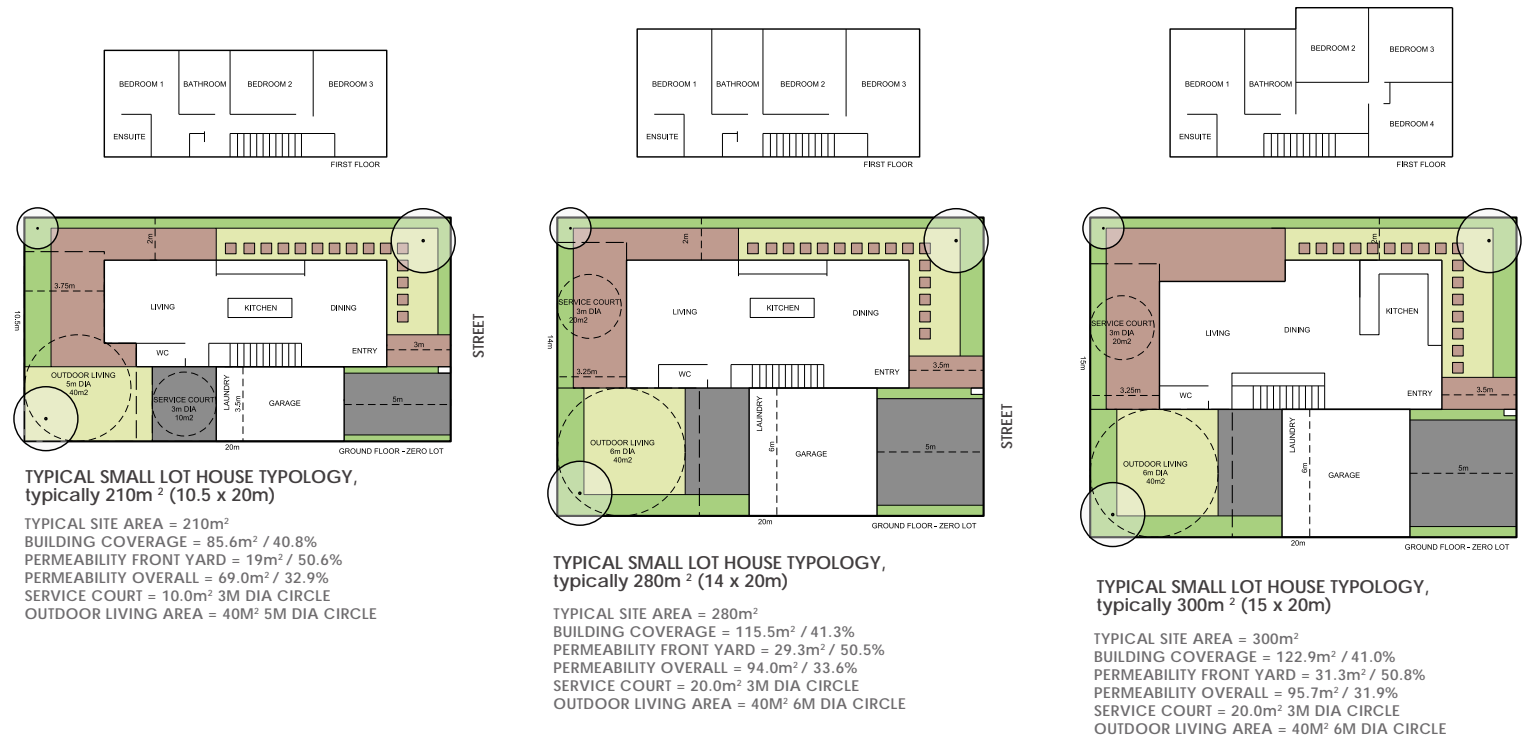 BEDROOM 1 BATHROOM BEDROOM 2 BEDROOM 3
ENSUITE
FIRST FLOOR
2m
3.75m
10.5m
LIVING KITCHEN DINING
WC ENTRY 3m
OUTDOOR LIVING
5m DIA
40m2
SERVICE COURT
3m DIA
10m2
LAUNDRY
3.5m
GARAGE
5m
20m
GROUND FLOOR - ZERO LOT
STREET
TYPICAL SMALL LOT HOUSE TYPOLOGY,
typically 210m ² (10.5 x 20m)
TYPICAL SITE AREA = 210m²
BUILDING COVERAGE = 85.6m² / 40.8%
PERMEABILITY FRONT YARD = 19m² / 50.6%
PERMEABILITY OVERALL = 69.0m² / 32.9%
SERVICE COURT = 10.0m² 3M DIA CIRCLE
OUTDOOR LIVING AREA = 40M² 5M DIA CIRCLE
BEDROOM 1 BATHROOM BEDROOM 2 BEDROOM 3
ENSUITE
FIRST FLOOR
2m
SERVICE COURT
3m DIA
20m2
14m
LIVING KITCHEN DINING
3.25m
WC ENTRY 3.5m
OUTDOOR LIVING
6m DIA
40m2
LAUNDRY
6m
GARAGE
5m
20m
GROUND FLOOR - ZERO LOT
STREET
TYPICAL SMALL LOT HOUSE TYPOLOGY,
typically 280m ² (14 x 20m)
TYPICAL SITE AREA = 280m²
BUILDING COVERAGE = 115.5m² / 41.3%
PERMEABILITY FRONT YARD = 29.3m² / 50.5%
PERMEABILITY OVERALL = 94.0m² / 33.6%
SERVICE COURT = 20.0m² 3M DIA CIRCLE
OUTDOOR LIVING AREA = 40M² 6M DIA CIRCLE
BEDROOM 2 BEDROOM 3
BEDROOM 1 BATHROOM
BEDROOM 4
ENSUITE
FIRST FLOOR
2m
SERVICE COURT
3m DIA
20m2
15m
LIVING DINING KITCHEN
3.25m
WC ENTRY 3.5m
OUTDOOR LIVING
6m DIA
40m2
LAUNDRY
6m
GARAGE
5m
20m
GROUND FLOOR - ZERO LOT
TYPICAL SMALL LOT HOUSE TYPOLOGY,
typically 300m ² (15 x 20m)
TYPICAL SITE AREA = 300m²
BUILDING COVERAGE = 122.9m² / 41.0%
PERMEABILITY FRONT YARD = 31.3m² / 50.8%
PERMEABILITY OVERALL = 95.7m² / 31.9%
SERVICE COURT = 20.0m² 3M DIA CIRCLE
OUTDOOR LIVING AREA = 40M² 6M DIA CIRCLE